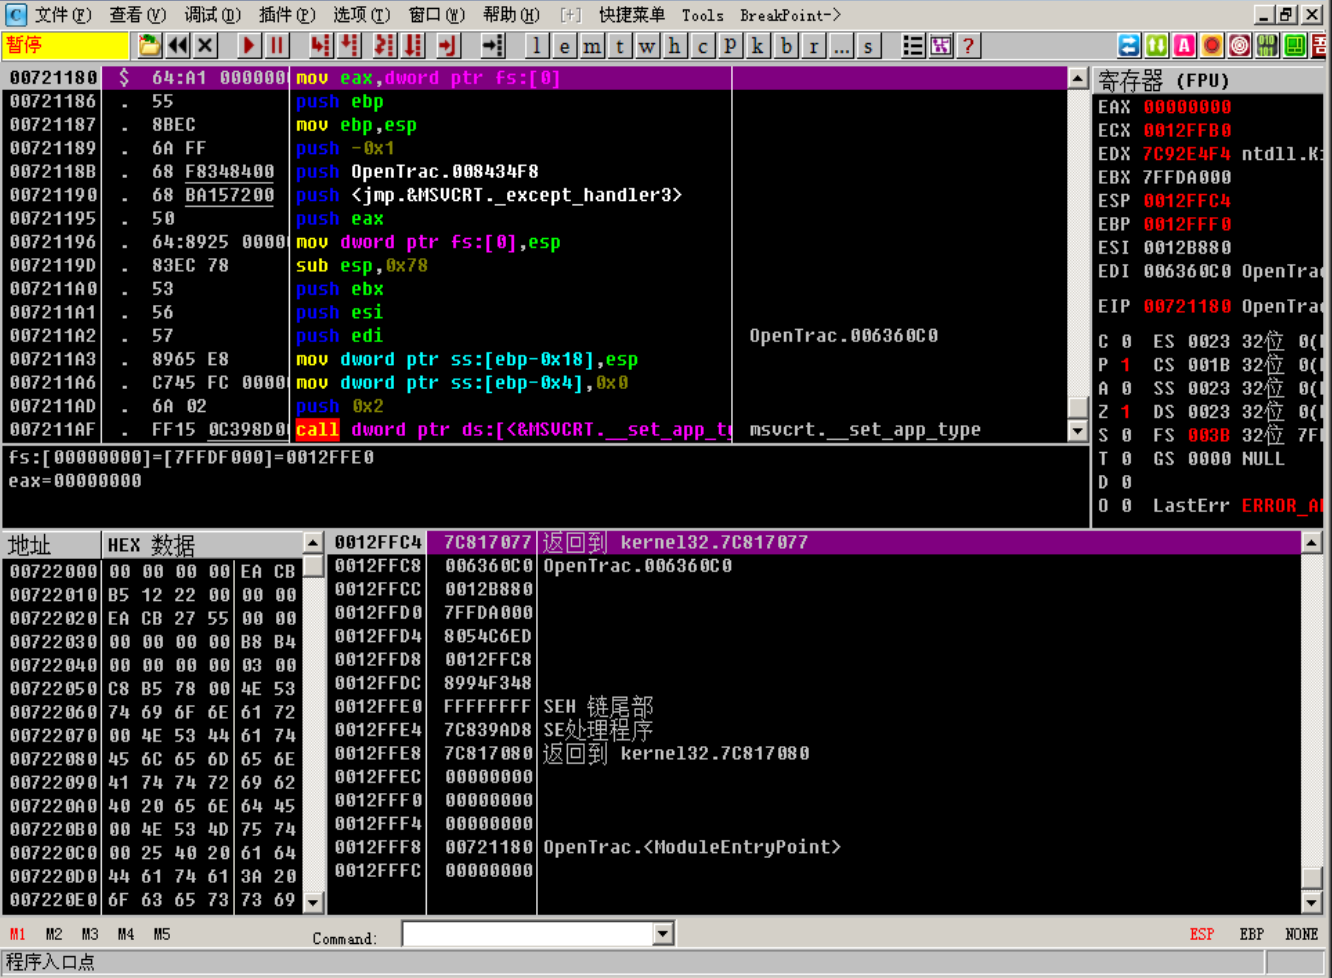 文件(F) 查看(V) 调试(D) 插件(P) 选项(T) 窗口(W) 帮助(H) [+] 快捷菜单 Tools BreakPoint->
暂停 l e m t w h c P k b r ... s ?
00721180 $ 64:A1 000000 mov eax,dword ptr fs:[0]
00721186 . 55 push ebp
00721187 . 8BEC mov ebp,esp
00721189 . 6A FF push -0x1
0072118B . 68 F8348400 push OpenTrac.008434F8
00721190 . 68 BA157200 push <jmp.&MSVCRT._except_handler3>
00721195 . 50 push eax
00721196 . 64:8925 0000 mov dword ptr fs:[0],esp
0072119D . 83EC 78 sub esp,0x78
007211A0 . 53 push ebx
007211A1 . 56 push esi
007211A2 . 57 push edi OpenTrac.006360C0
007211A3 . 8965 E8 mov dword ptr ss:[ebp-0x18],esp
007211A6 . C745 FC 0000 mov dword ptr ss:[ebp-0x4],0x0
007211AD . 6A 02 push 0x2
007211AF . FF15 0C398D0 call dword ptr ds:[<&MSVCRT.__set_app_t msvcrt.__set_app_type
fs:[00000000]=[7FFDF000]=0012FFE0
eax=00000000
寄存器 (FPU)
EAX 00000000
ECX 0012FFB0
EDX 7C92E4F4 ntdll.Ki
EBX 7FFDA000
ESP 0012FFC4
EBP 0012FFF0
ESI 0012B880
EDI 006360C0 OpenTrac
EIP 00721180 OpenTrac
C 0 ES 0023 32位 0(
P 1 CS 001B 32位 0(
A 0 SS 0023 32位 0(
Z 1 DS 0023 32位 0(
S 0 FS 003B 32位 7F
T 0 GS 0000 NULL
D 0
O 0 LastErr ERROR_A
地址 HEX 数据
00722000 00 00 00 00 EA CB
00722010 B5 12 22 00 00 00
00722020 EA CB 27 55 00 00
00722030 00 00 00 00 B8 B4
00722040 00 00 00 00 03 00
00722050 C8 B5 78 00 4E 53
00722060 74 69 6F 6E 61 72
00722070 00 4E 53 44 61 74
00722080 45 6C 65 6D 65 6E
00722090 41 74 74 72 69 62
007220A0 40 20 65 6E 64 45
007220B0 00 4E 53 4D 75 74
007220C0 00 25 40 20 61 64
007220D0 44 61 74 61 3A 20
007220E0 6F 63 65 73 73 69
0012FFC4 7C817077 返回到 kernel32.7C817077
0012FFC8 006360C0 OpenTrac.006360C0
0012FFCC 0012B880
0012FFD0 7FFDA000
0012FFD4 8054C6ED
0012FFD8 0012FFC8
0012FFDC 8994F348
0012FFE0 FFFFFFFF SEH 链尾部
0012FFE4 7C839AD8 SE处理程序
0012FFE8 7C817080 返回到 kernel32.7C817080
0012FFEC 00000000
0012FFF0 00000000
0012FFF4 00000000
0012FFF8 00721180 OpenTrac.<ModuleEntryPoint>
0012FFFC 00000000
M1 M2 M3 M4 M5 Command: ESP EBP NONE
程序入口点